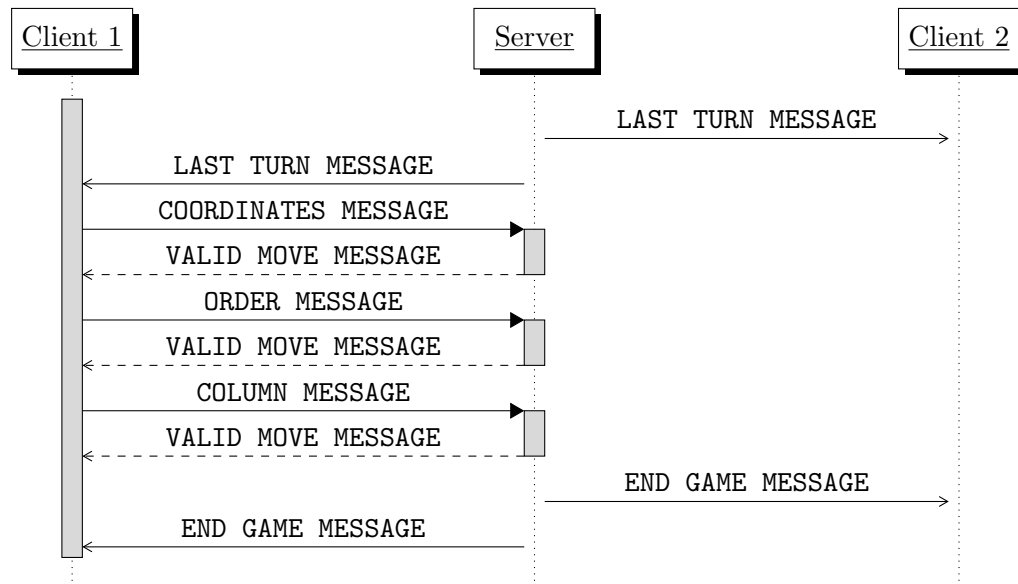 Client 1
Server
Client 2
LAST TURN MESSAGE
LAST TURN MESSAGE
COORDINATES MESSAGE
VALID MOVE MESSAGE
ORDER MESSAGE
VALID MOVE MESSAGE
COLUMN MESSAGE
VALID MOVE MESSAGE
END GAME MESSAGE
END GAME MESSAGE